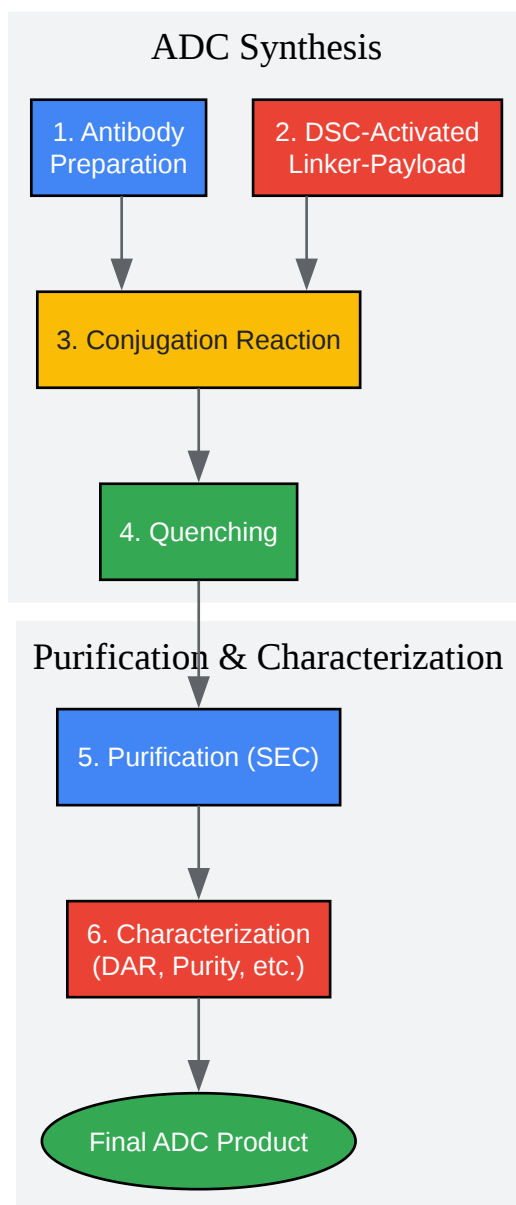 ADC Synthesis
1. Antibody
Preparation
2. DSC-Activated
Linker-Payload
3. Conjugation Reaction
4. Quenching
Purification & Characterization
5. Purification (SEC)
6. Characterization
(DAR, Purity, etc.)
Final ADC Product